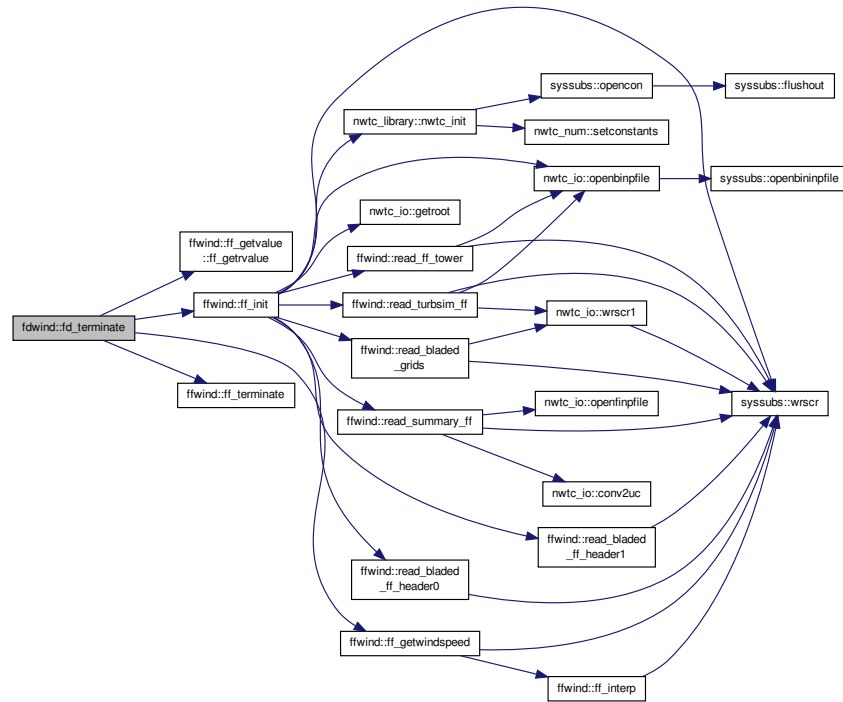 syssubs::opencon
syssubs::flushout
nwtc_library::nwtc_init
nwtc_num::setconstants
nwtc_io::openbinpfile
syssubs::openbininpfile
nwtc_io::getroot
ffwind::ff_getvalue
::ff_getrvalue
ffwind::read_ff_tower
ffwind::ff_init
ffwind::read_turbsim_ff
nwtc_io::wrscr1
fdwind::fd_terminate
ffwind::read_bladed
_grids
ffwind::ff_terminate
syssubs::wrscr
nwtc_io::openfinpfile
ffwind::read_summary_ff
nwtc_io::conv2uc
ffwind::read_bladed
_ff_header1
ffwind::read_bladed
_ff_header0
ffwind::ff_getwindspeed
ffwind::ff_interp